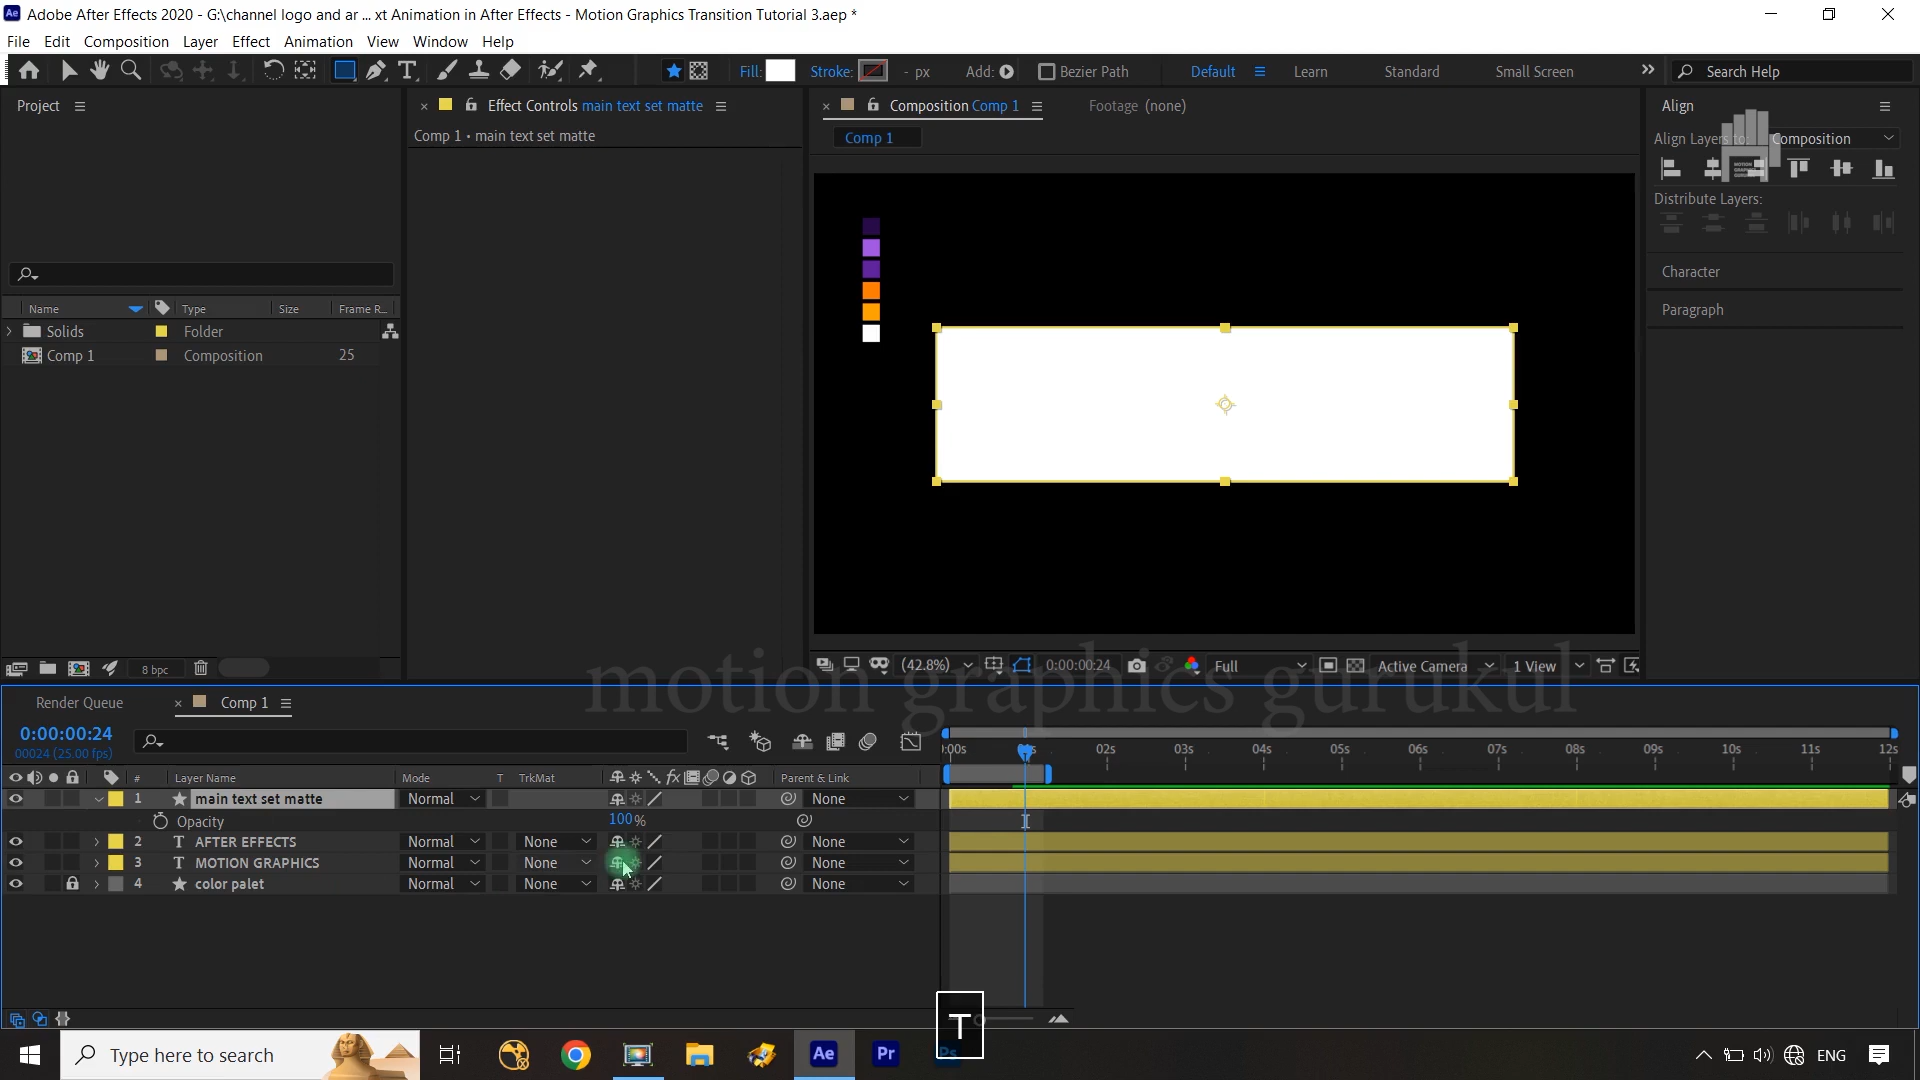 Adobe After Effects 2020 - G:\channel logo and ar ... xt Animation in After Effects - Motion Graphics Transition Tutorial 3.aep *
File Edit Composition Layer Effect Animation View Window Help
Fill: Stroke: - px Add: Bezier Path Default Learn Standard Small Screen Search Help
Project Effect Controls main text set matte Composition Comp 1 Footage (none) Align
Comp 1 • main text set matte Comp 1 Align Layers to: Composition
Distribute Layers:
Character
Paragraph
Name Type Size Frame R...
Solids Folder
Comp 1 Composition 25
8 bpc (42.8%) 0:00:00:24 Full Active Camera 1 View
motion graphics gurukul
Render Queue Comp 1
0:00:00:24
00024 (25.00 fps)
:00s 02s 03s 04s 05s 06s 07s 08s 09s 10s 11s 12s
# Layer Name Mode T TrkMat fx Parent & Link
1 main text set matte Normal None
Opacity 100%
2 T AFTER EFFECTS Normal None None
3 T MOTION GRAPHICS Normal None None
4 color palet Normal None None
T
Type here to search Ae Pr Ps ENG